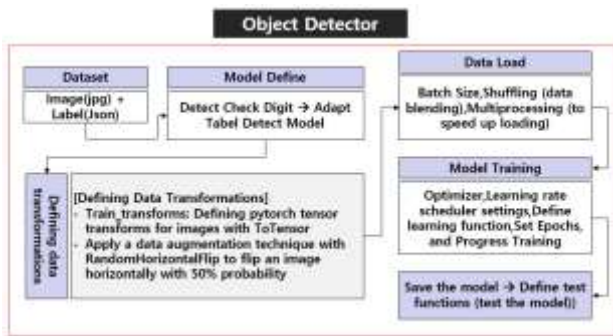 Object Detector
Dataset
Image(jpg) +
Label(Json)
Model Define
Detect Check Digit → Adapt
Tabel Detect Model
Defining data
transformations
[Defining Data Transformations]
- Train_transforms: Defining pytorch tensor
transforms for images with ToTensor
- Apply a data augmentation technique with
RandomHorizontalFlip to flip an image
horizontally with 50% probability
Data Load
Batch Size,Shuffling (data
blending),Multiprocessing (to
speed up loading)
Model Training
Optimizer,Learning rate
scheduler settings,Define
learning function,Set Epochs,
and Progress Training
Save the model → Define test
functions (test the model))